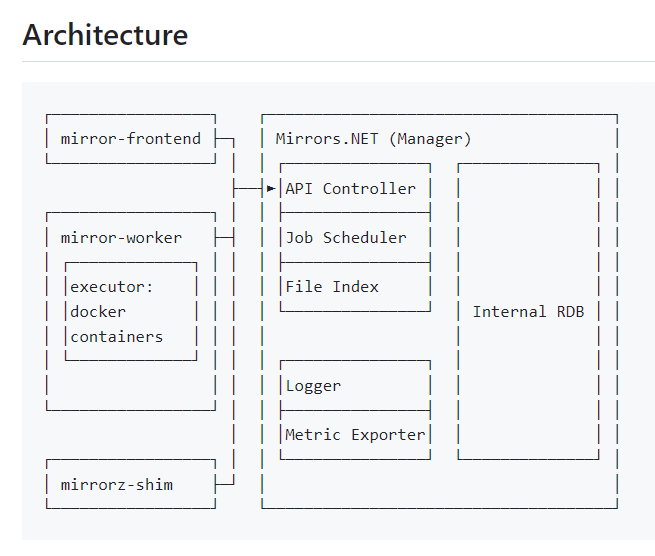 Architecture
mirror-frontend
mirror-worker
executor:
docker
containers
mirrorz-shim
Mirrors.NET (Manager)
API Controller
Job Scheduler
File Index
Logger
Metric Exporter
Internal RDB